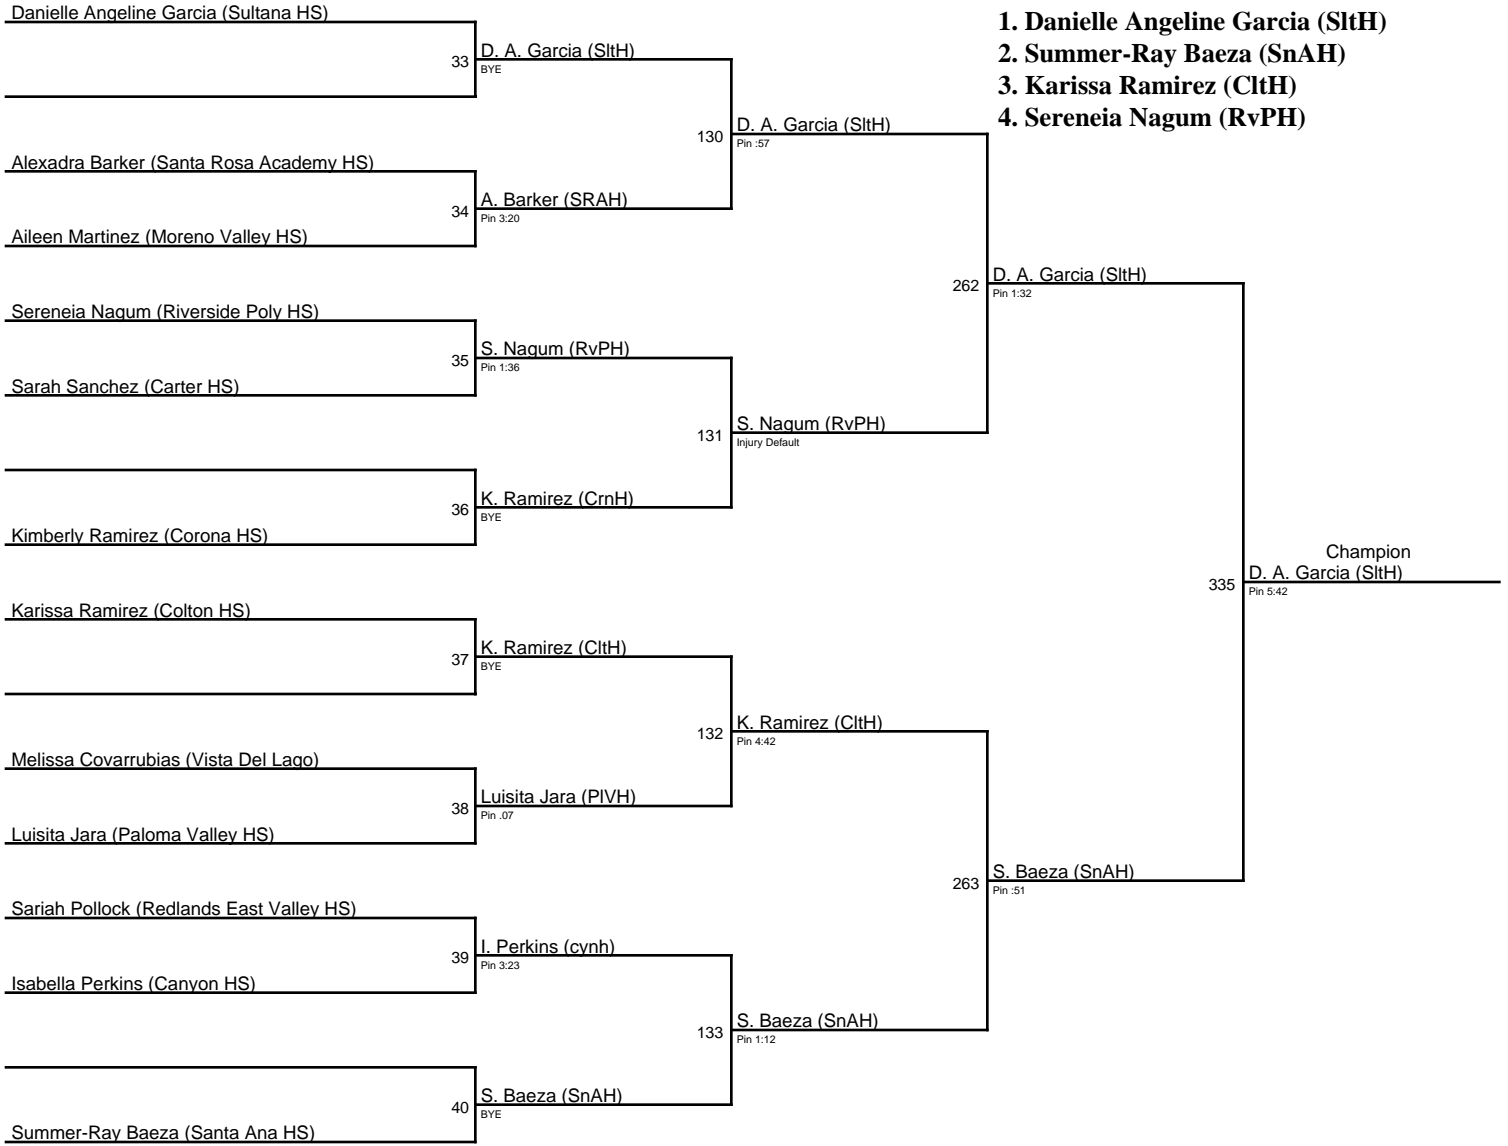 Danielle Angeline Garcia (Sultana HS)
1. Danielle Angeline Garcia (SltH)
2. Summer-Ray Baeza (SnAH)
3. Karissa Ramirez (CltH)
4. Sereneia Nagum (RvPH)
33
D. A. Garcia (SltH)
BYE
130
D. A. Garcia (SltH)
Pin :57
Alexadra Barker (Santa Rosa Academy HS)
34
A. Barker (SRAH)
Pin 3:20
Aileen Martinez (Moreno Valley HS)
262
D. A. Garcia (SltH)
Pin 1:32
Sereneia Nagum (Riverside Poly HS)
35
S. Nagum (RvPH)
Pin 1:36
Sarah Sanchez (Carter HS)
131
S. Nagum (RvPH)
Injury Default
36
K. Ramirez (CrnH)
BYE
Kimberly Ramirez (Corona HS)
Champion
335
D. A. Garcia (SltH)
Pin 5:42
Karissa Ramirez (Colton HS)
37
K. Ramirez (CltH)
BYE
132
K. Ramirez (CltH)
Pin 4:42
Melissa Covarrubias (Vista Del Lago)
38
Luisita Jara (PlVH)
Pin .07
Luisita Jara (Paloma Valley HS)
263
S. Baeza (SnAH)
Pin :51
Sariah Pollock (Redlands East Valley HS)
39
I. Perkins (cynh)
Pin 3:23
Isabella Perkins (Canyon HS)
133
S. Baeza (SnAH)
Pin 1:12
40
S. Baeza (SnAH)
BYE
Summer-Ray Baeza (Santa Ana HS)